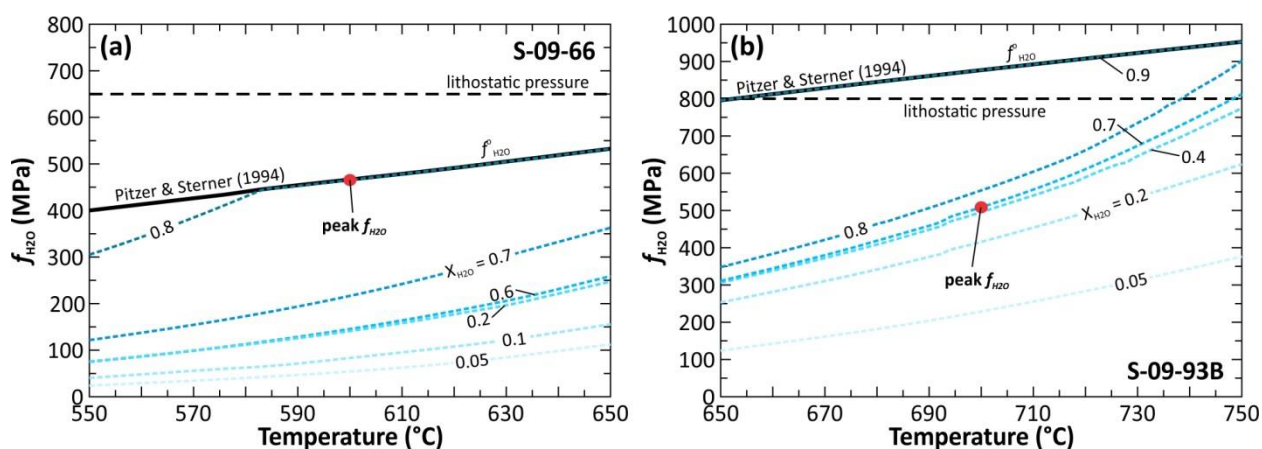 (a)
S-09-66
800
700
600
500
400
300
200
100
0
lithostatic pressure
Pitzer & Sterner (1994)
f°H2O
0.8
peak fH2O
XH2O = 0.7
0.6
0.2
0.1
0.05
550
570
590
610
630
650
Temperature (°C)
fH2O (MPa)
(b)
S-09-93B
1000
900
800
700
600
500
400
300
200
100
0
Pitzer & Sterner (1994)
f°H2O
0.9
lithostatic pressure
0.7
0.4
0.8
XH2O = 0.2
peak fH2O
0.05
650
670
690
710
730
750
Temperature (°C)
fH2O (MPa)